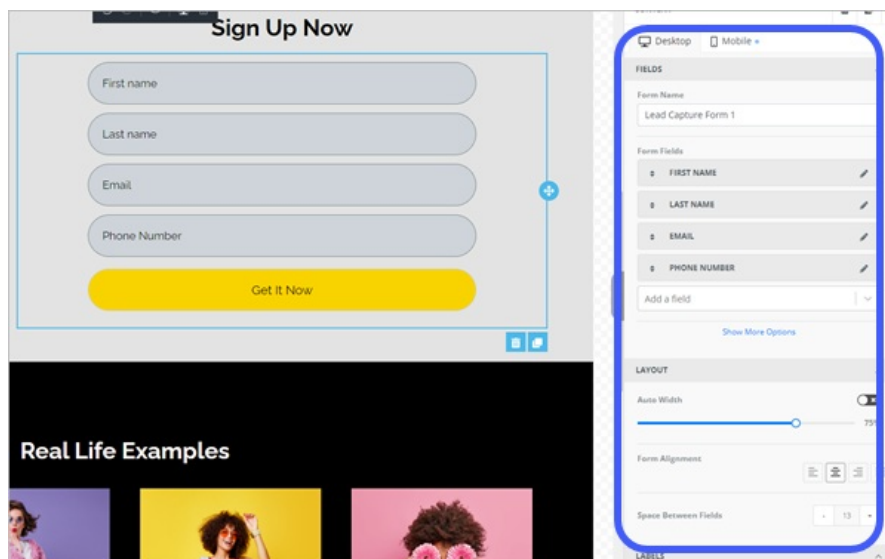 Sign Up Now
First name
Last name
Email
Phone Number
Get It Now
Real Life Examples
Desktop
Mobile
FIELDS
Form Name
Lead Capture Form 1
Form Fields
FIRST NAME
LAST NAME
EMAIL
PHONE NUMBER
Add a field
Show More Options
LAYOUT
Auto Width
Form Alignment
Space Between Fields
13
LABELS